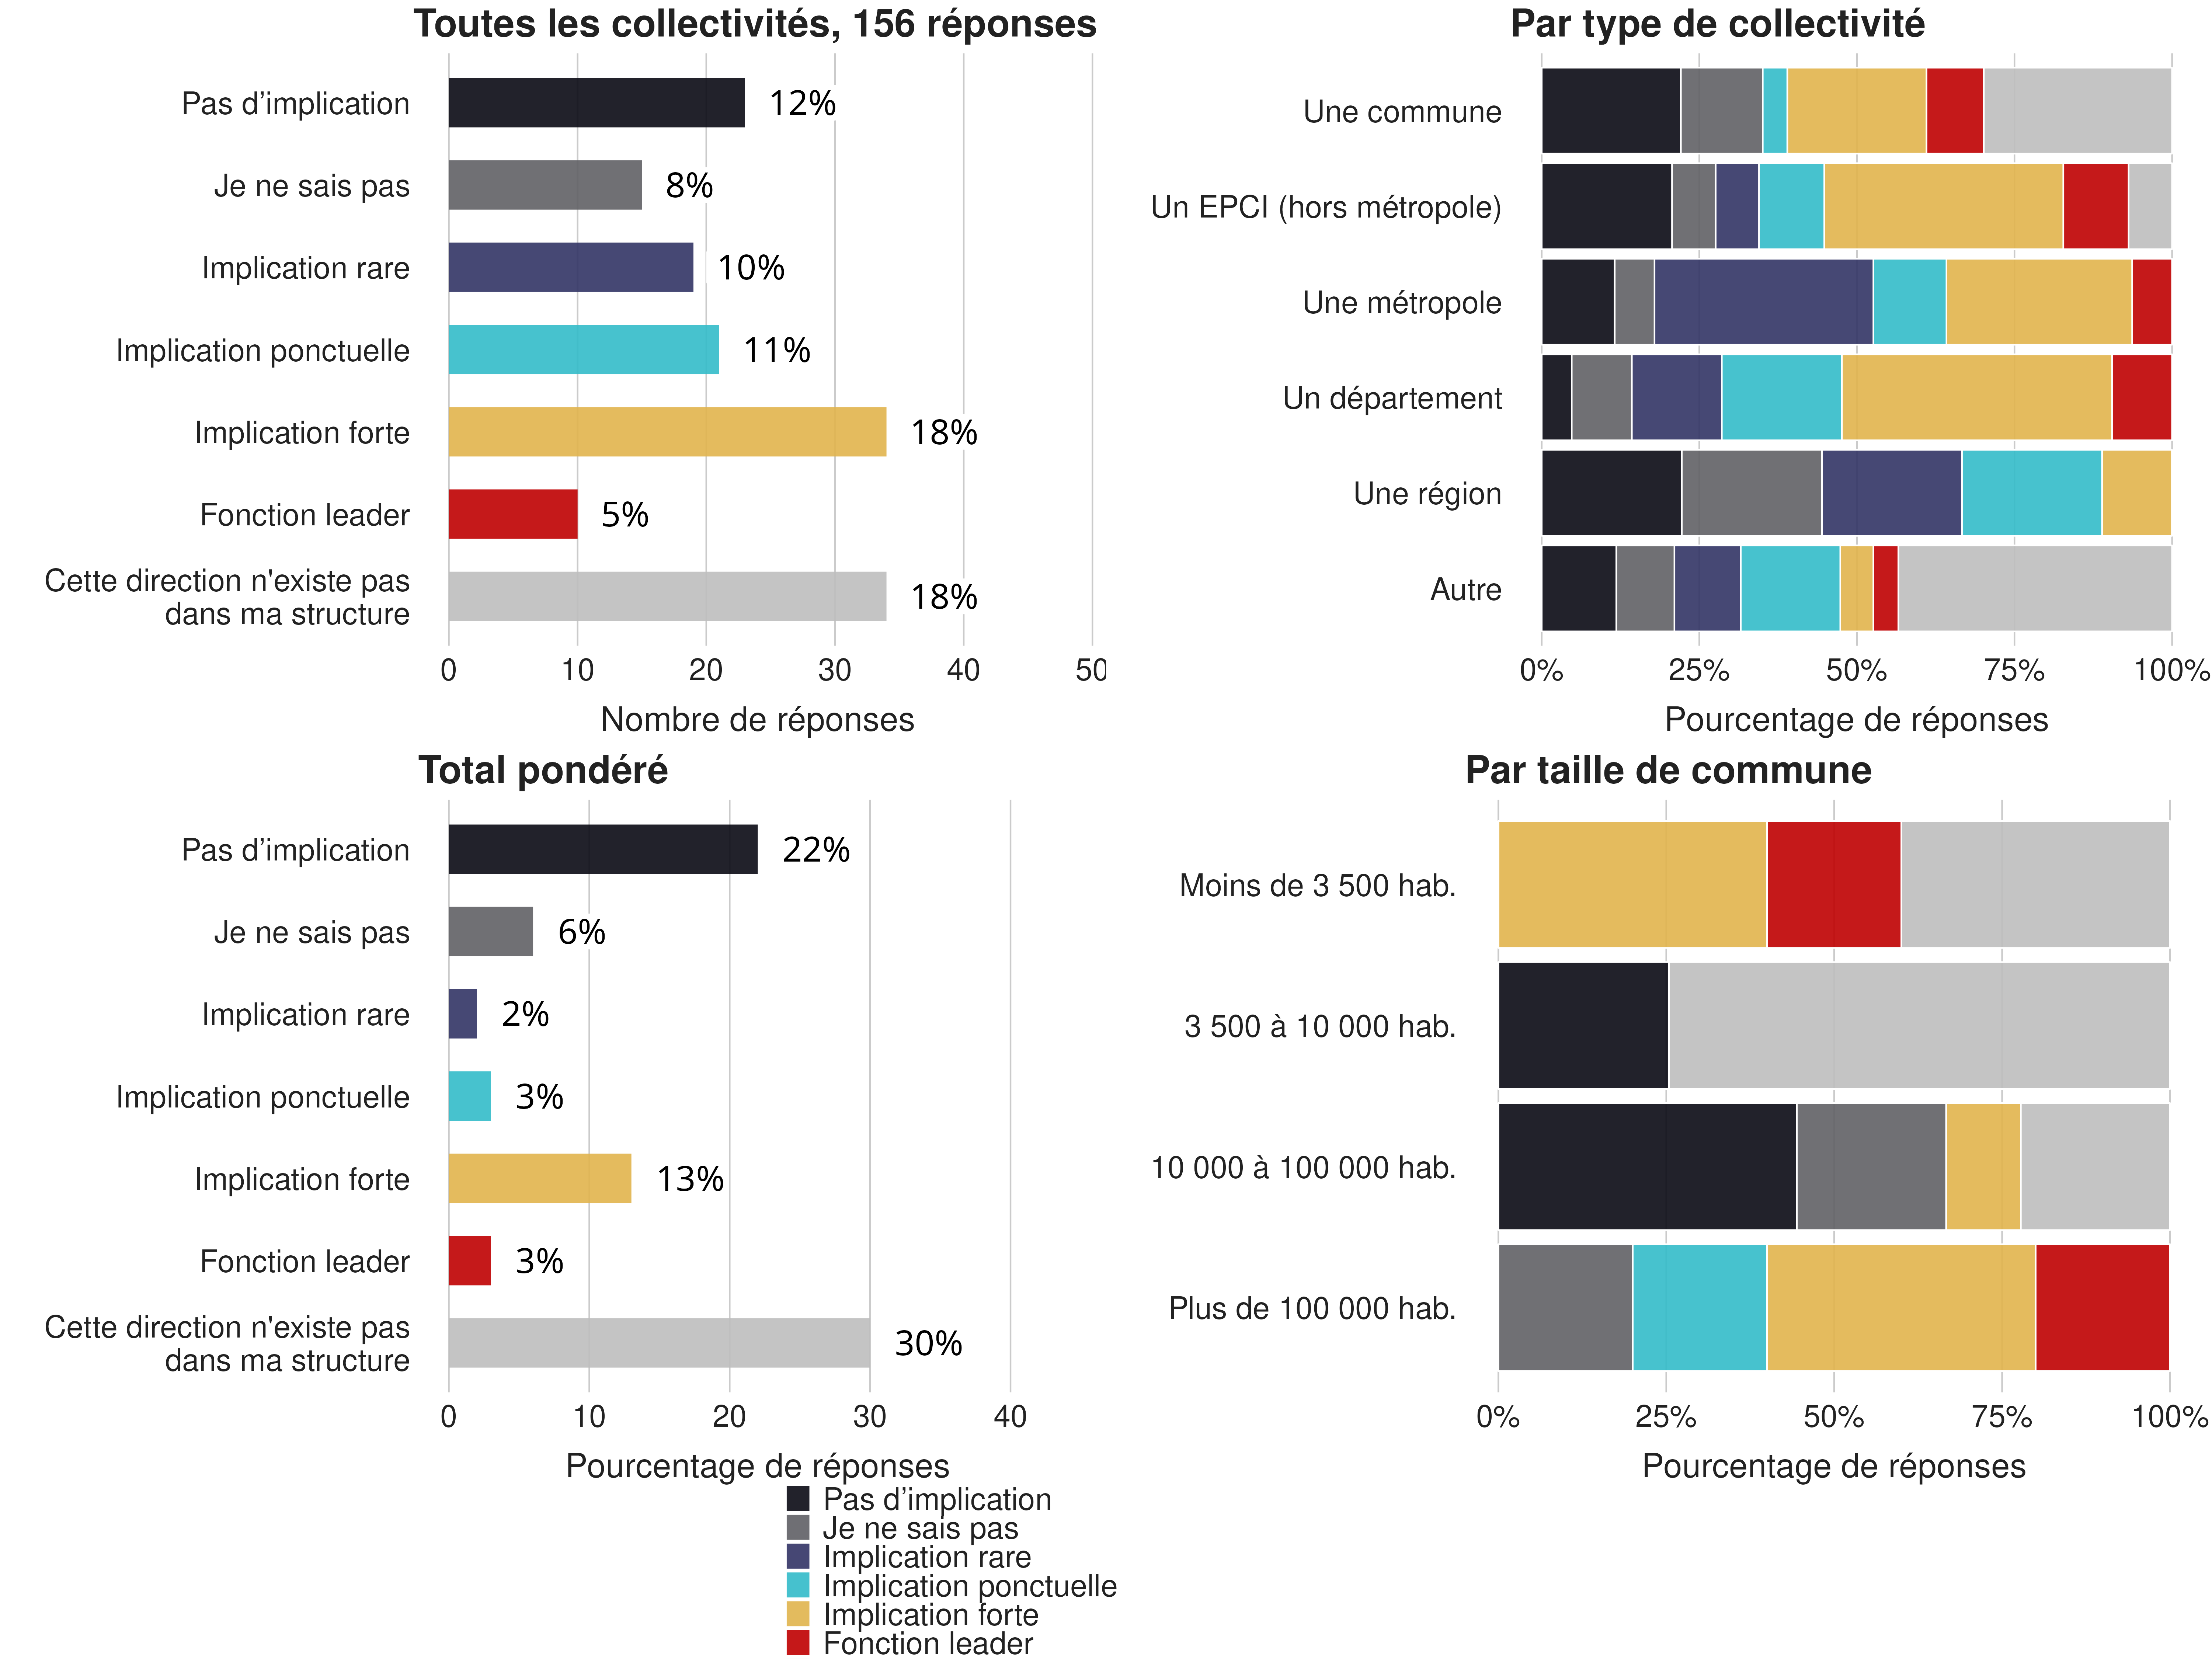 Toutes les collectivités, 156 réponses
Pas d’implication
12%
Je ne sais pas
8%
Implication rare
10%
Implication ponctuelle
11%
Implication forte
18%
Fonction leader
5%
Cette direction n'existe pas
dans ma structure
18%
0 10 20 30 40 50
Nombre de réponses
Par type de collectivité
Une commune
Un EPCI (hors métropole)
Une métropole
Un département
Une région
Autre
0% 25% 50% 75% 100%
Pourcentage de réponses
Total pondéré
Pas d’implication
22%
Je ne sais pas
6%
Implication rare
2%
Implication ponctuelle
3%
Implication forte
13%
Fonction leader
3%
Cette direction n'existe pas
dans ma structure
30%
0 10 20 30 40
Pourcentage de réponses
Par taille de commune
Moins de 3 500 hab.
3 500 à 10 000 hab.
10 000 à 100 000 hab.
Plus de 100 000 hab.
0% 25% 50% 75% 100%
Pourcentage de réponses
Pas d’implication
Je ne sais pas
Implication rare
Implication ponctuelle
Implication forte
Fonction leader